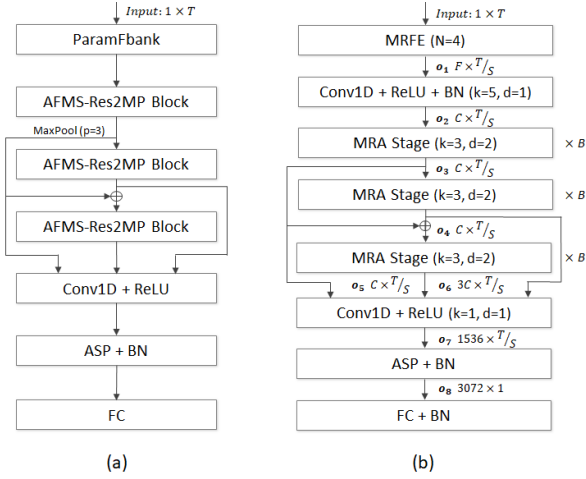 Input: 1 × T
ParamFbank
AFMS-Res2MP Block
MaxPool (p=3)
AFMS-Res2MP Block
⊕
AFMS-Res2MP Block
Conv1D + ReLU
ASP + BN
FC
(a)
Input: 1 × T
MRFE (N=4)
o₁ F × T/S
Conv1D + ReLU + BN (k=5, d=1)
o₂ C × T/S
MRA Stage (k=3, d=2) × B
o₃ C × T/S
MRA Stage (k=3, d=2) × B
⊕ o₄ C × T/S
MRA Stage (k=3, d=2) × B
o₅ C × T/S o₆ 3C × T/S
Conv1D + ReLU (k=1, d=1)
o₇ 1536 × T/S
ASP + BN
o₈ 3072 × 1
FC + BN
(b)